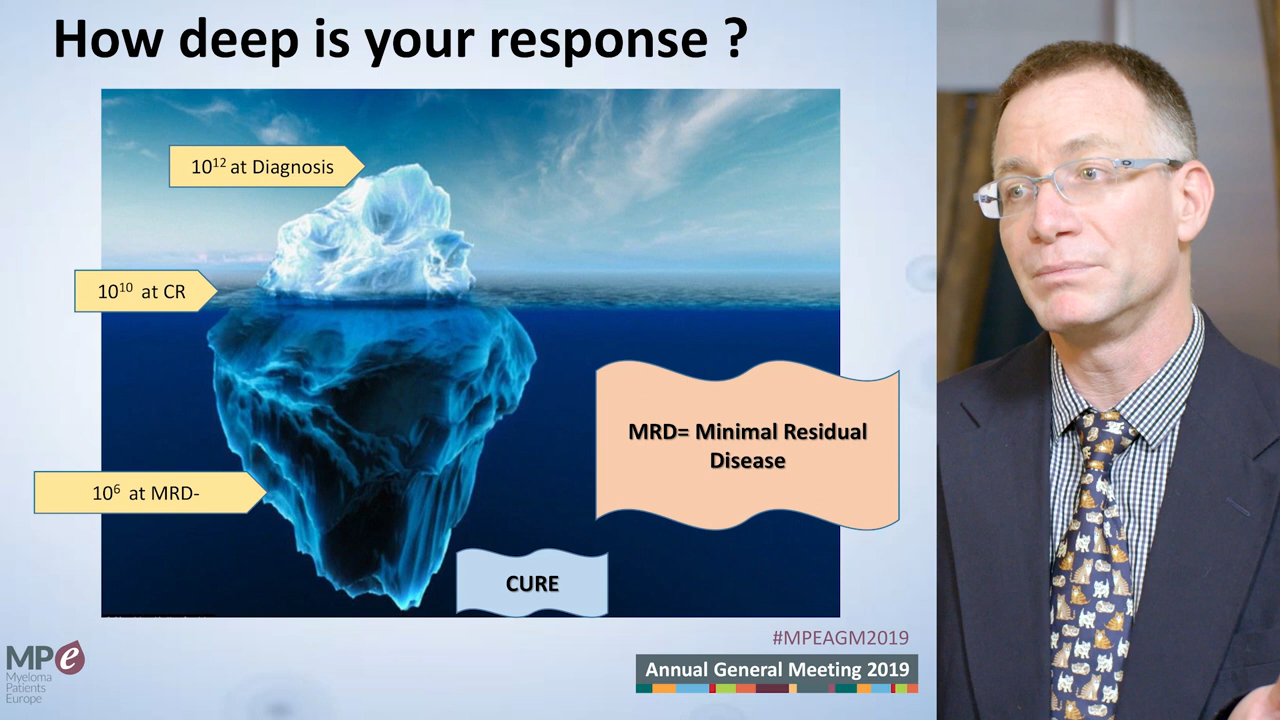 How deep is your response ?
10¹² at Diagnosis
10¹⁰ at CR
10⁶ at MRD-
MRD= Minimal Residual
Disease
CURE
#MPEAGM2019
Annual General Meeting 2019
MPe
Myeloma
Patients
Europe